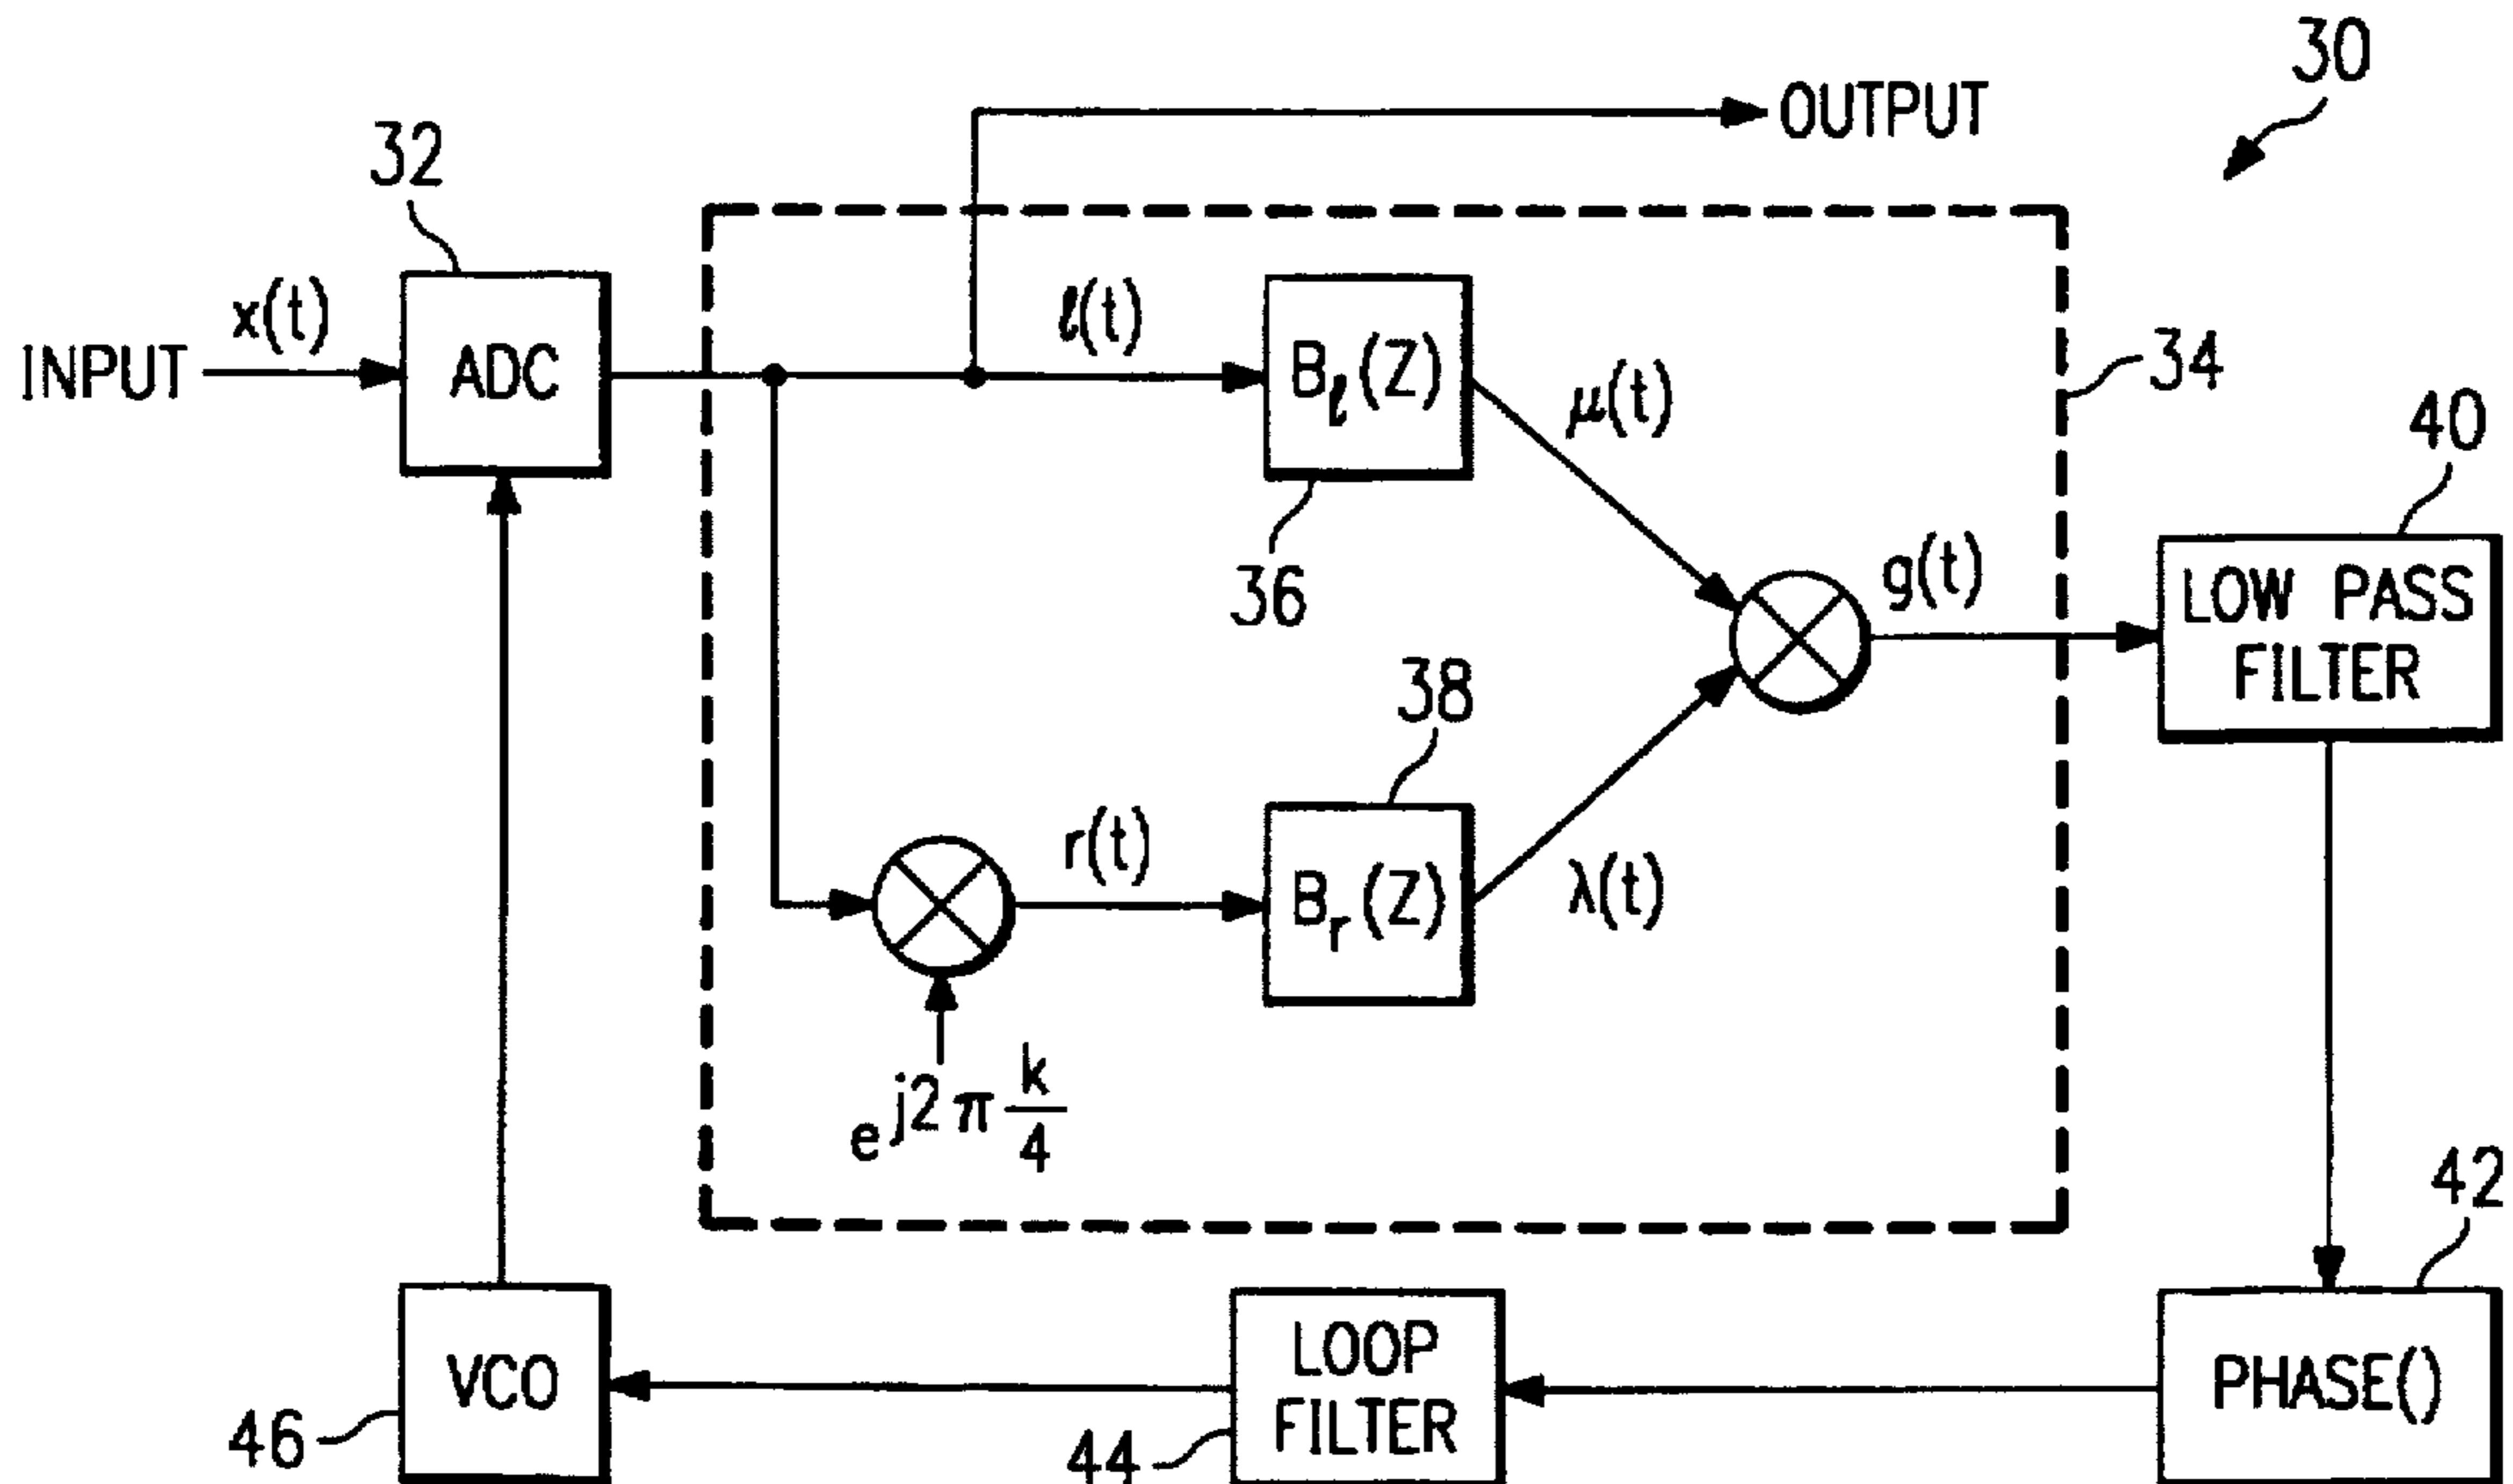 30
OUTPUT
32
x(t)
INPUT
ADC
ℓ(t)
B_ℓ(Z)
μ(t)
34
40
36
g(t)
LOW PASS
FILTER
38
r(t)
B_r(Z)
λ(t)
e^{j2π k/4}
42
VCO
46
LOOP
FILTER
44
PHASE()